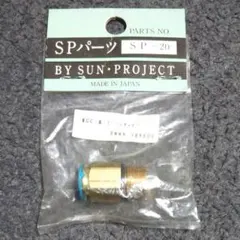 PARTS NO
SPパーツ
SP-20
BY SUN・PROJECT
MADE IN JAPAN